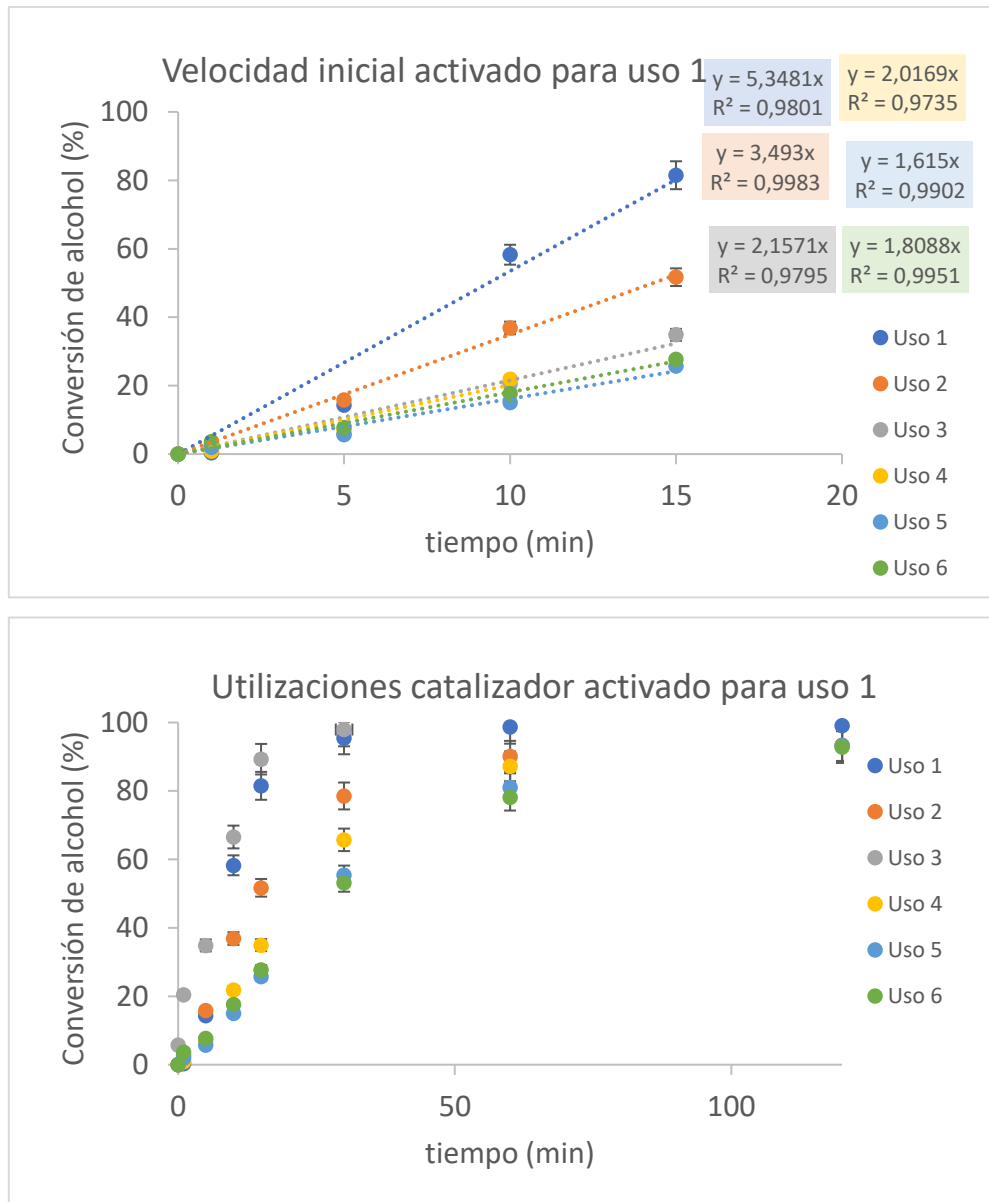 Velocidad inicial activado para uso 1
y = 5,3481x
R² = 0,9801
y = 2,0169x
R² = 0,9735
y = 3,493x
R² = 0,9983
y = 1,615x
R² = 0,9902
y = 2,1571x
R² = 0,9795
y = 1,8088x
R² = 0,9951
Conversión de alcohol (%)
100
80
60
40
20
0
0 5 10 15 20
tiempo (min)
Uso 1
Uso 2
Uso 3
Uso 4
Uso 5
Uso 6
Utilizaciones catalizador activado para uso 1
Conversión de alcohol (%)
100
80
60
40
20
0
0 50 100
tiempo (min)
Uso 1
Uso 2
Uso 3
Uso 4
Uso 5
Uso 6